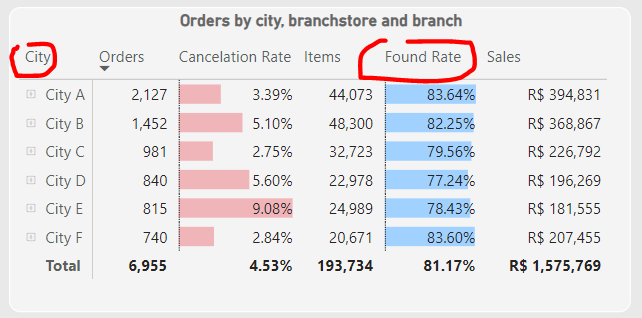 Orders by city, branchstore and branch
City Orders Cancelation Rate Items Found Rate Sales
City A 2,127 3.39% 44,073 83.64% R$ 394,831
City B 1,452 5.10% 48,300 82.25% R$ 368,867
City C 981 2.75% 32,723 79.56% R$ 226,792
City D 840 5.60% 22,978 77.24% R$ 196,269
City E 815 9.08% 24,989 78.43% R$ 181,555
City F 740 2.84% 20,671 83.60% R$ 207,455
Total 6,955 4.53% 193,734 81.17% R$ 1,575,769